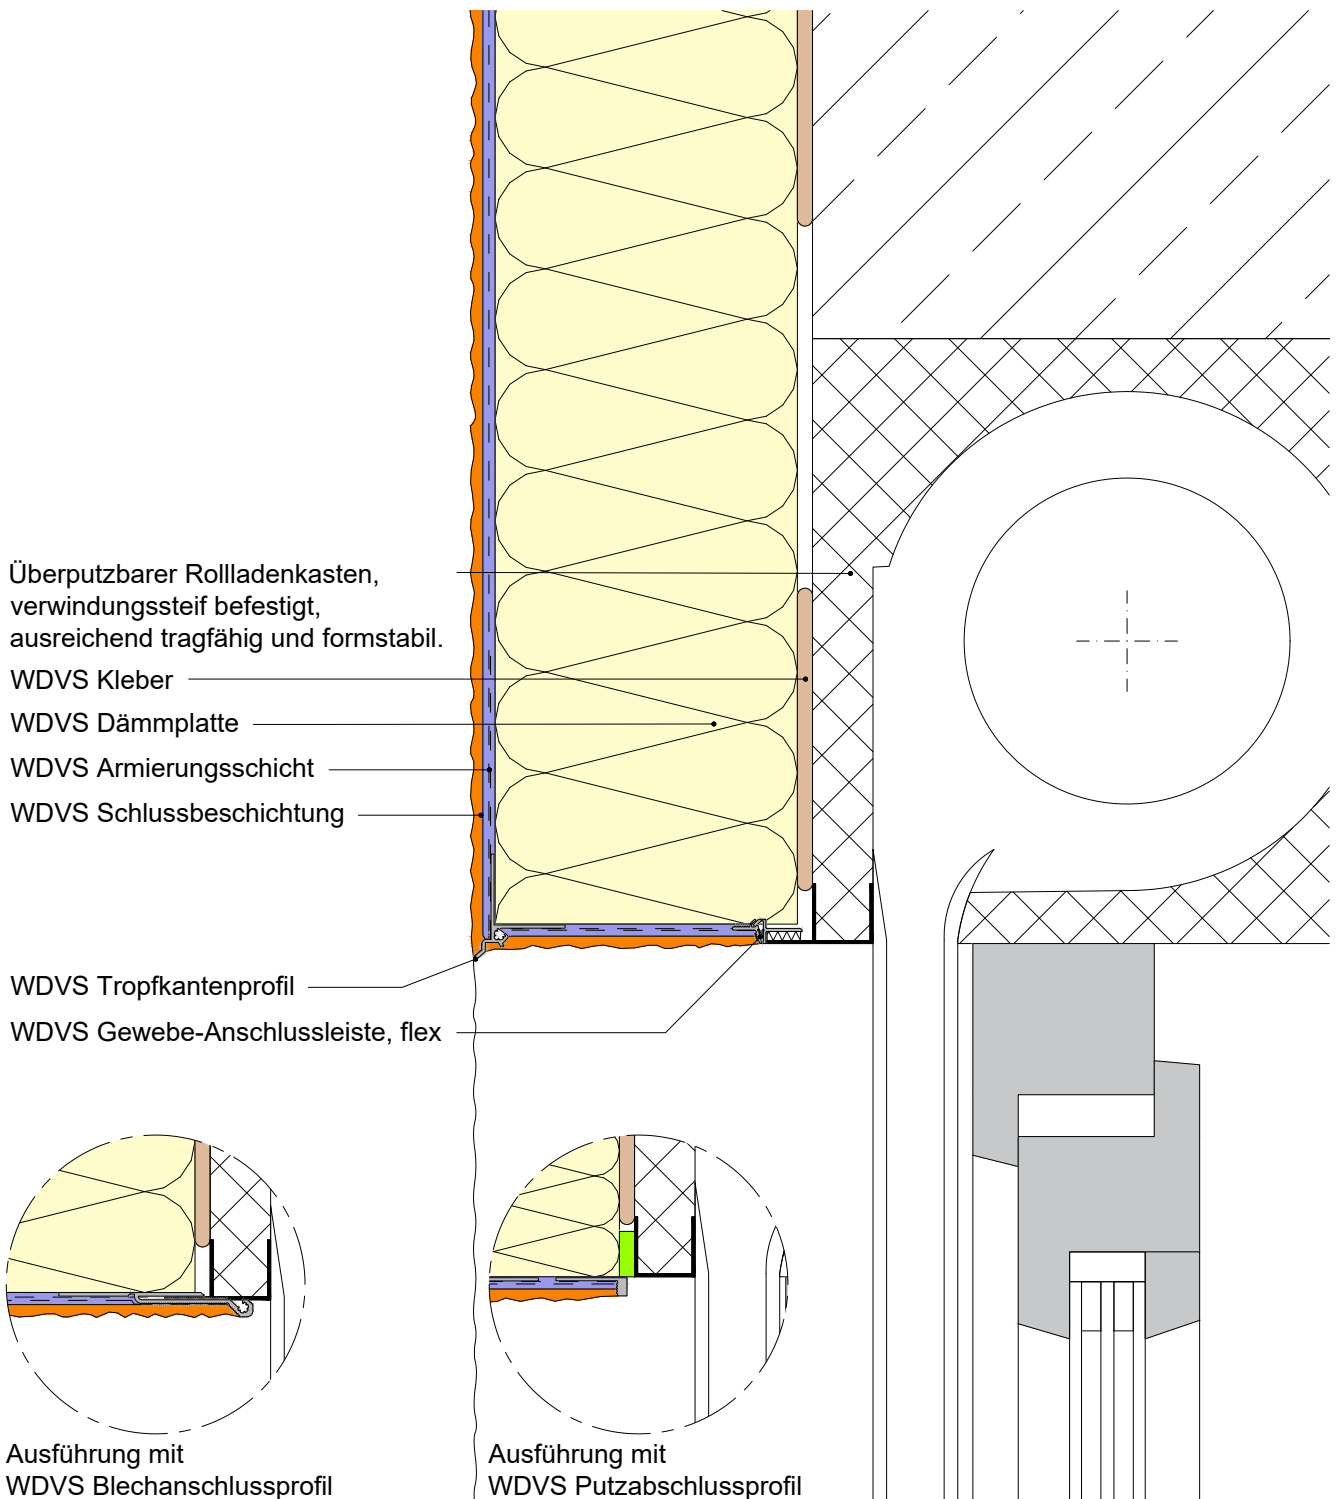 Überputzbarer Rollladenkasten,
verwindungssteif befestigt,
ausreichend tragfähig und formstabil.
WDVS Kleber
WDVS Dämmplatte
WDVS Armierungsschicht
WDVS Schlussbeschichtung
WDVS Tropfkantenprofil
WDVS Gewebe-Anschlussleiste, flex
Ausführung mit
WDVS Blechanschlussprofil
Ausführung mit
WDVS Putzabschlussprofil